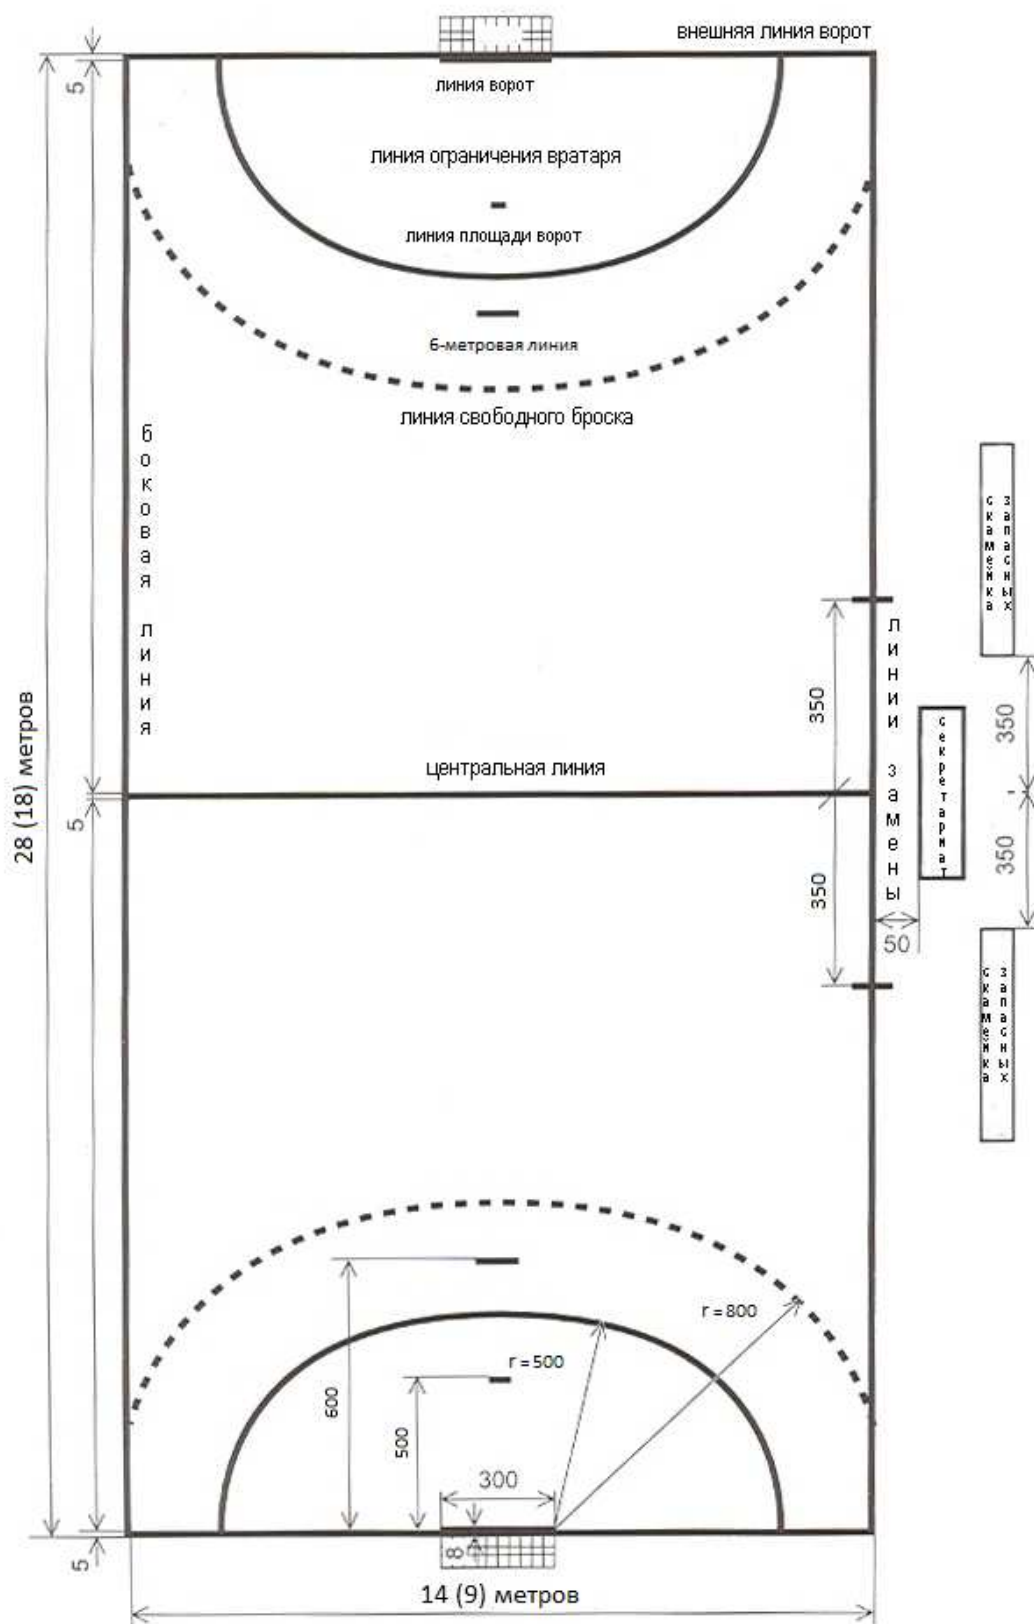 внешняя линия ворот
5
линия ворот
линия ограничения вратаря
линия площади ворот
6-метровая линия
линия свободного броска
боковая линия
скамейка
запасных
линии замены
350
350
секретариат
центральная линия
28 (18) метров
5
350
350
50
скамейка
запасных
r = 800
r = 500
600
500
300
8
5
14 (9) метров